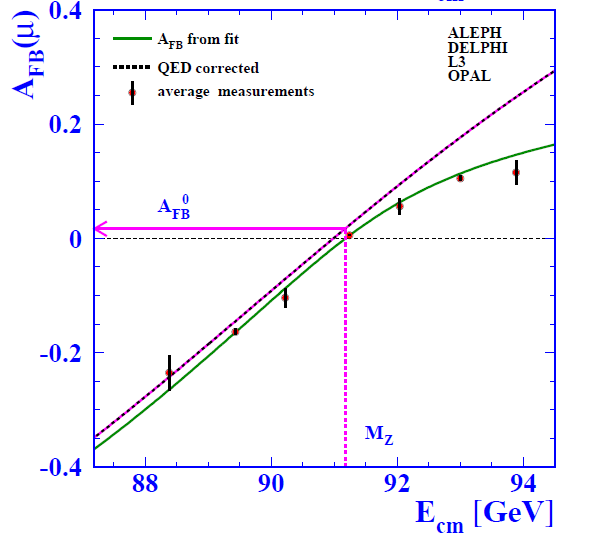 A_FB(μ)
0.4
0.2
0
-0.2
-0.4
A_FB from fit
QED corrected
average measurements
ALEPH
DELPHI
L3
OPAL
A_FB^0
M_Z
88
90
92
94
E_cm [GeV]